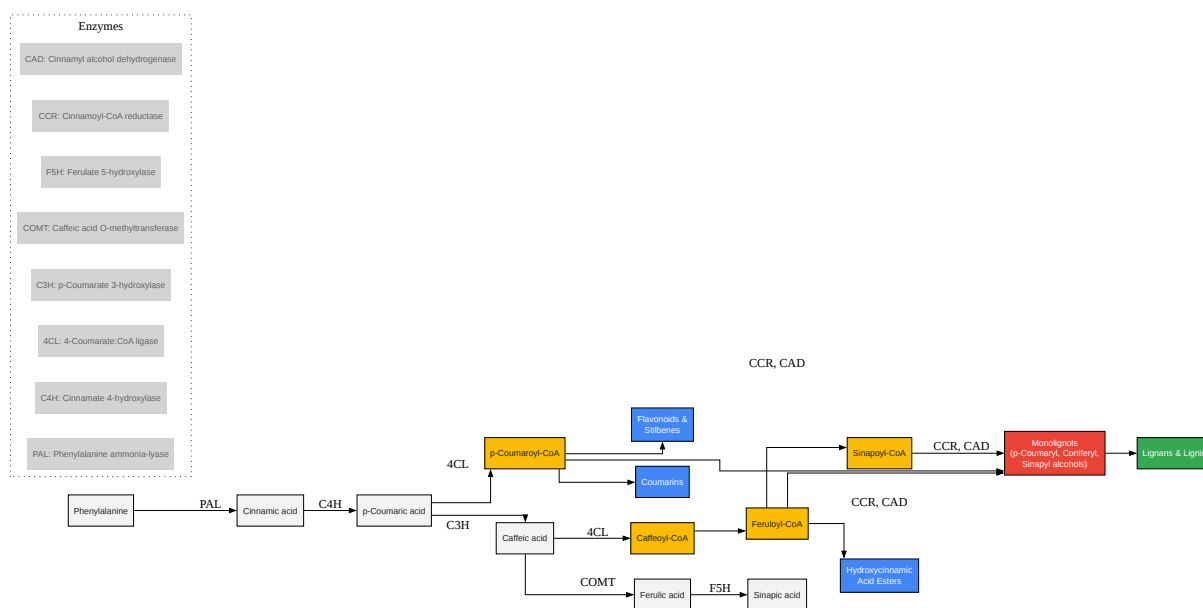 Enzymes
CAD: Cinnamyl alcohol dehydrogenase
CCR: Cinnamoyl-CoA reductase
F5H: Ferulate 5-hydroxylase
COMT: Caffeic acid O-methyltransferase
C3H: p-Coumarate 3-hydroxylase
4CL: 4-Coumarate:CoA ligase
C4H: Cinnamate 4-hydroxylase
PAL: Phenylalanine ammonia-lyase
CCR, CAD
Flavonoids &
Stilbenes
p-Coumaroyl-CoA
Sinapoyl-CoA
CCR, CAD
Monolignols
(p-Coumaryl, Coniferyl,
Sinapyl alcohols)
Lignans & Lignin
4CL
Coumarins
Phenylalanine
PAL
Cinnamic acid
C4H
p-Coumaric acid
C3H
CCR, CAD
Caffeic acid
4CL
Caffeoyl-CoA
Feruloyl-CoA
Hydroxycinnamic
Acid Esters
COMT
Ferulic acid
F5H
Sinapic acid